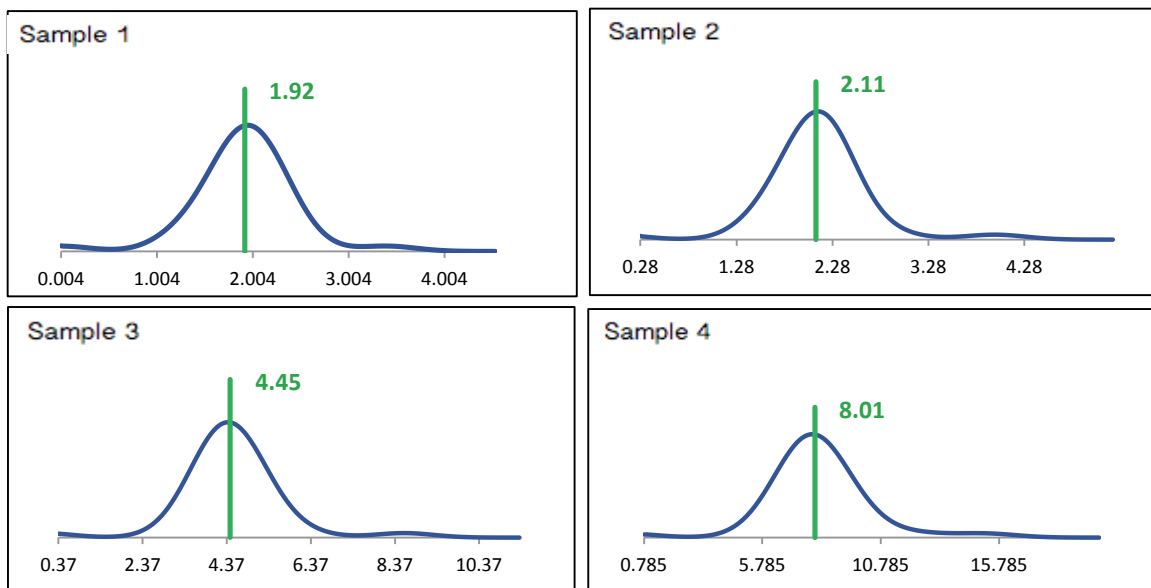 Sample 1
1.92
0.004 1.004 2.004 3.004 4.004
Sample 2
2.11
0.28 1.28 2.28 3.28 4.28
Sample 3
4.45
0.37 2.37 4.37 6.37 8.37 10.37
Sample 4
8.01
0.785 5.785 10.785 15.785